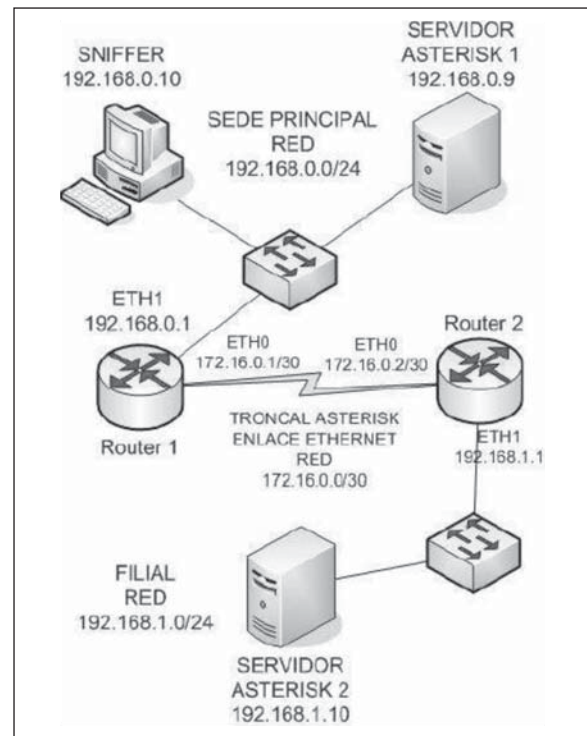 SNIFFER
192.168.0.10
SERVIDOR
ASTERISK 1
192.168.0.9
SEDE PRINCIPAL
RED
192.168.0.0/24
ETH1
192.168.0.1
Router 1
ETH0
172.16.0.1/30
ETH0
172.16.0.2/30
Router 2
TRONCAL ASTERISK
ENLACE ETHERNET
RED
172.16.0.0/30
ETH1
192.168.1.1
FILIAL
RED
192.168.1.0/24
SERVIDOR
ASTERISK 2
192.168.1.10